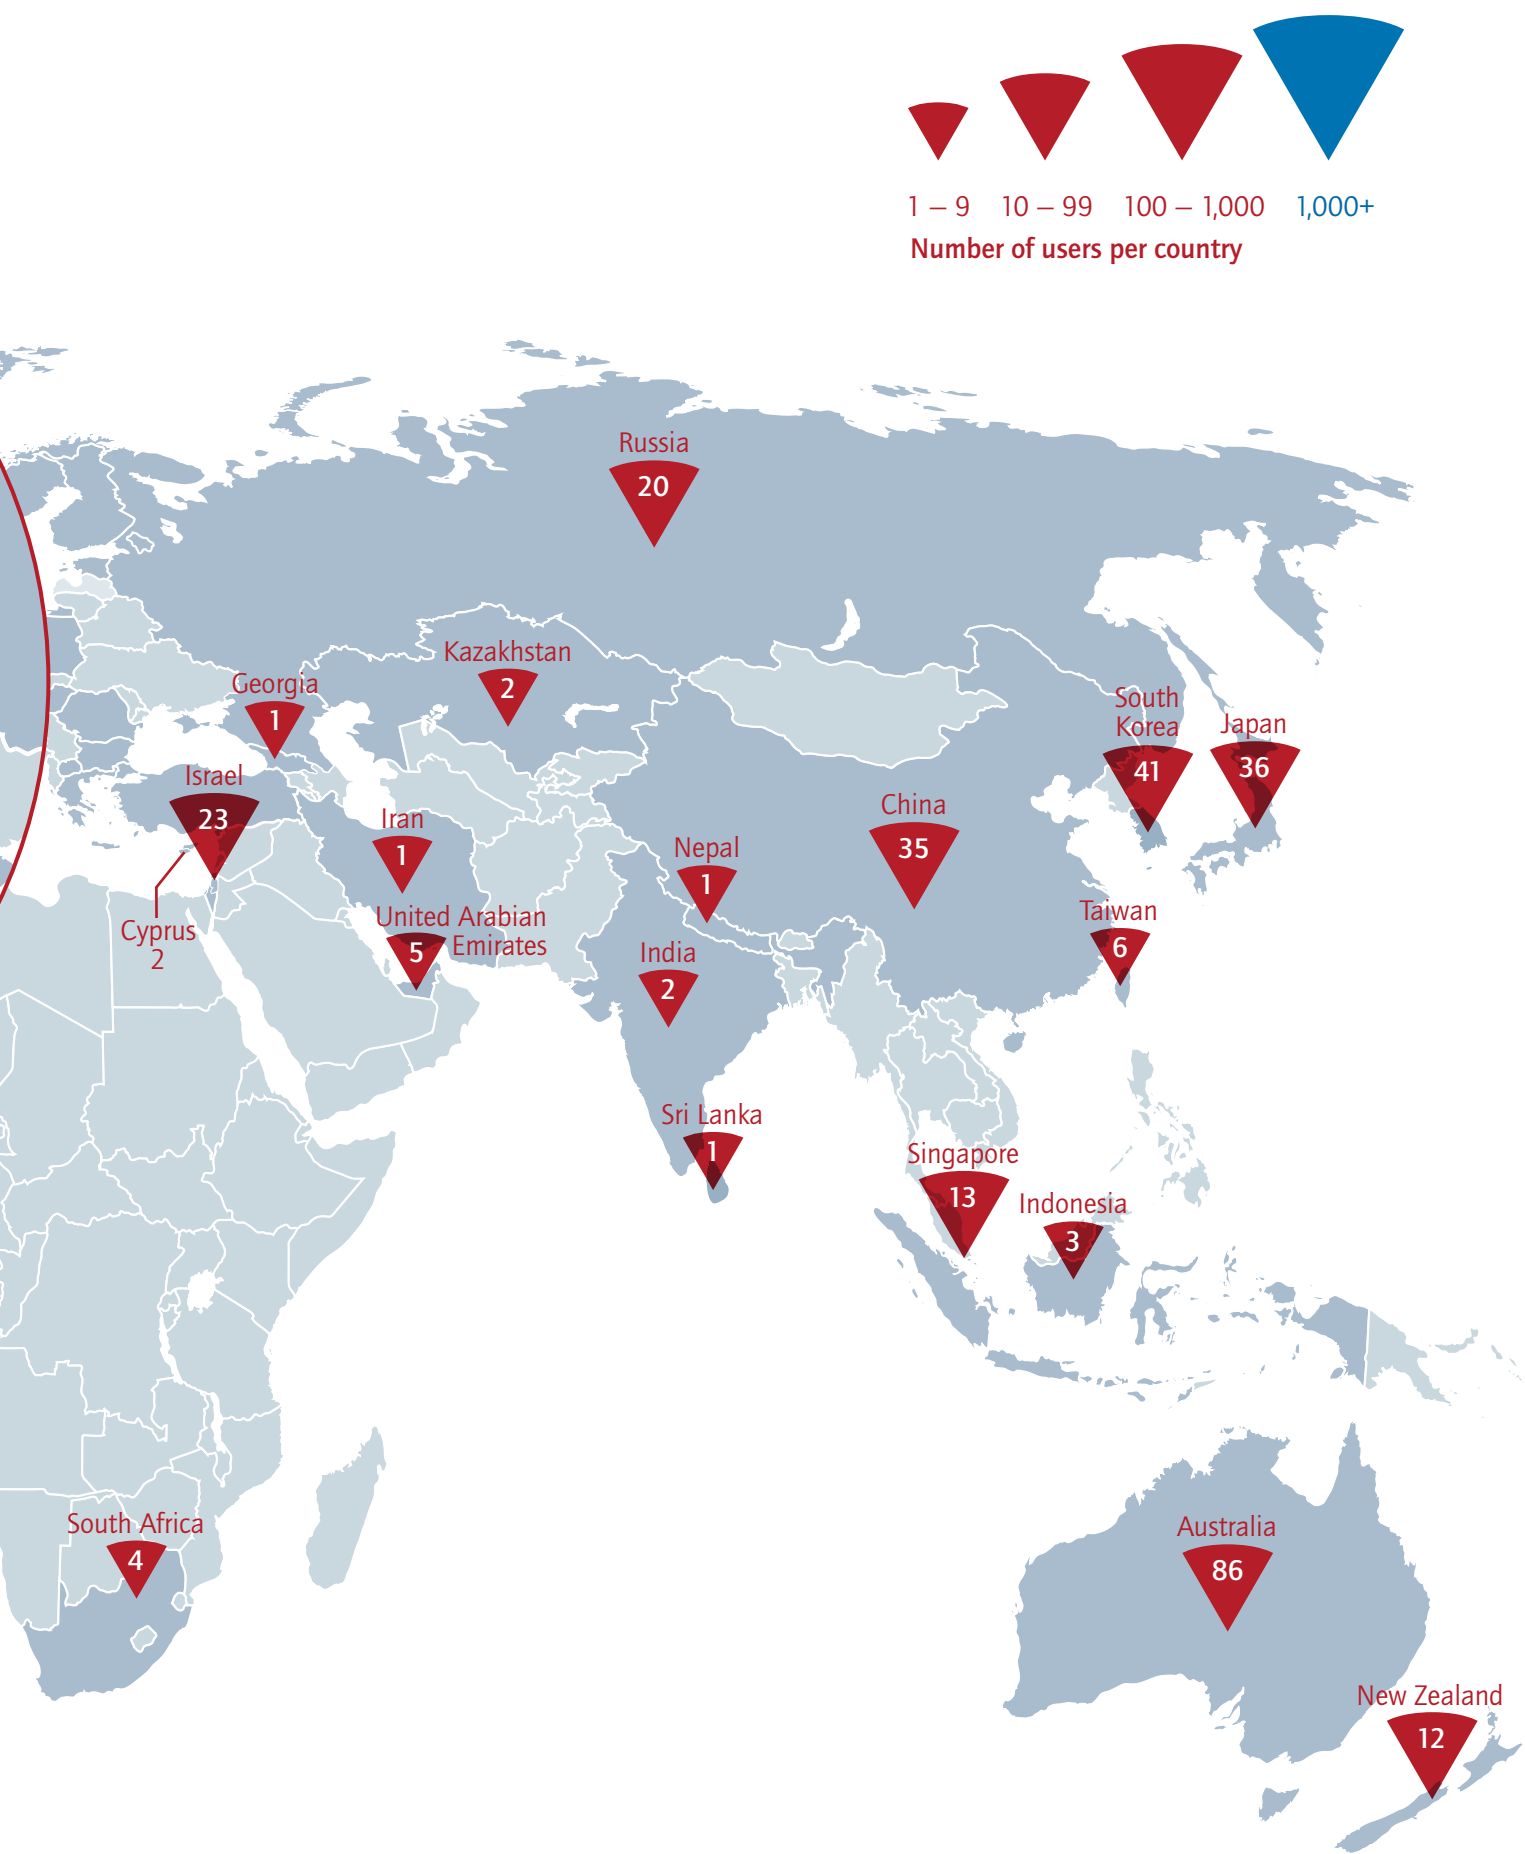 1 – 9 10 – 99 100 – 1,000 1,000+
Number of users per country
Russia
20
Kazakhstan
2
Georgia
1
South
Korea
41
Japan
36
Israel
23
Iran
1
China
35
Nepal
1
Cyprus
2
United Arabian
Emirates
5
Taiwan
6
India
2
Sri Lanka
1
Singapore
13
Indonesia
3
South Africa
4
Australia
86
New Zealand
12